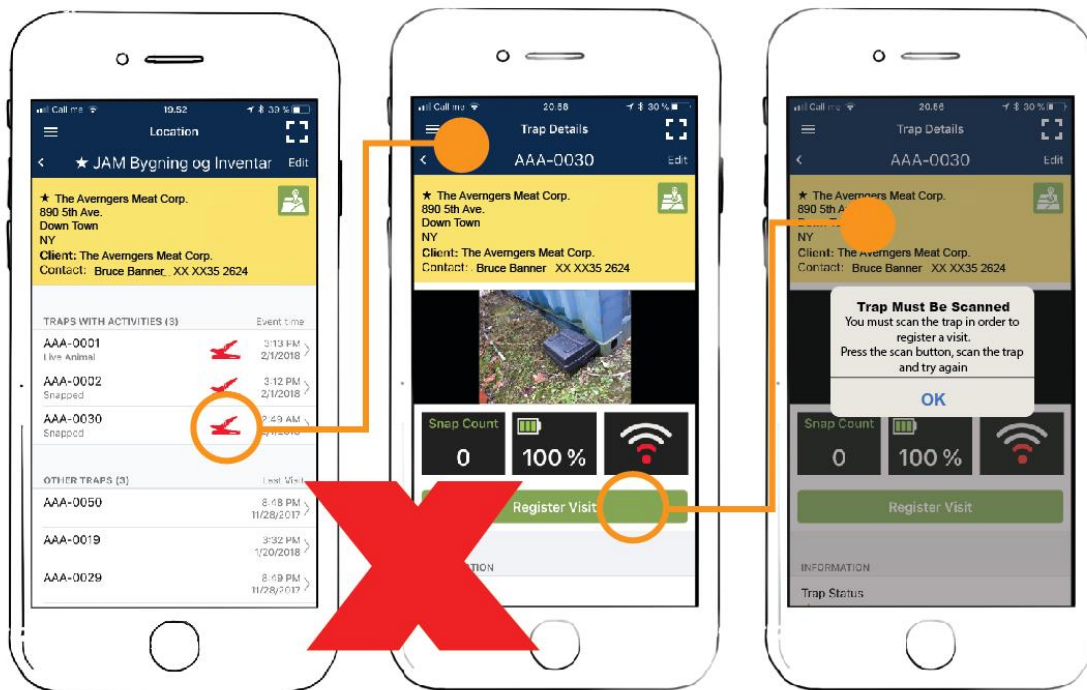 Call me 19.52 39 %
Location
★ JAM Bygning og Inventar Edit
★ The Averngers Meat Corp.
890 5th Ave.
Down Town
NY
Client: The Averngers Meat Corp.
Contact: Bruce Banner XX XX35 2624
TRAPS WITH ACTIVITIES (3) Event time
AAA-0001 3:13 PM
Live Animal 2/1/2018
AAA-0002 3:12 PM
Snapped 2/1/2018
AAA-0030 2:49 AM
Snapped
OTHER TRAPS (3) Last Visit
AAA-0050 8:48 PM
11/28/2017
AAA-0019 3:32 PM
1/20/2018
AAA-0029 8:49 PM
11/28/2017
Call me 20.56 30 %
Trap Details
AAA-0030 Edit
★ The Averngers Meat Corp.
890 5th Ave.
Down Town
NY
Client: The Averngers Meat Corp.
Contact: Bruce Banner XX XX35 2624
Snap Count
0 100 %
Register Visit
X
Call me 20.56 30 %
Trap Details
AAA-0030 Edit
★ The Averngers Meat Corp.
890 5th
NY
Client: The Averngers Meat Corp.
Contact: Bruce Banner XX XX35 2624
Trap Must Be Scanned
You must scan the trap in order to
register a visit.
Press the scan button, scan the trap
and try again
OK
Snap Count
0 100 %
Register Visit
INFORMATION
Trap Status